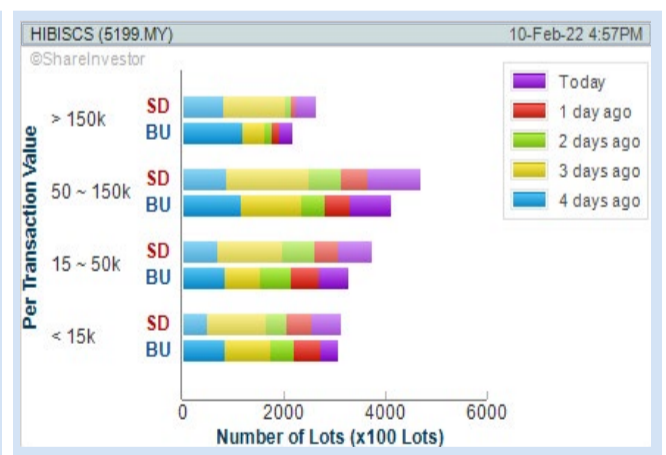 HIBISCS (5199.MY) 10-Feb-22 4:57PM
©ShareInvestor
Today
1 day ago
2 days ago
3 days ago
4 days ago
Per Transaction Value
> 150k
SD
BU
50 ~ 150k
SD
BU
15 ~ 50k
SD
BU
< 15k
SD
BU
0 2000 4000 6000
Number of Lots (x100 Lots)